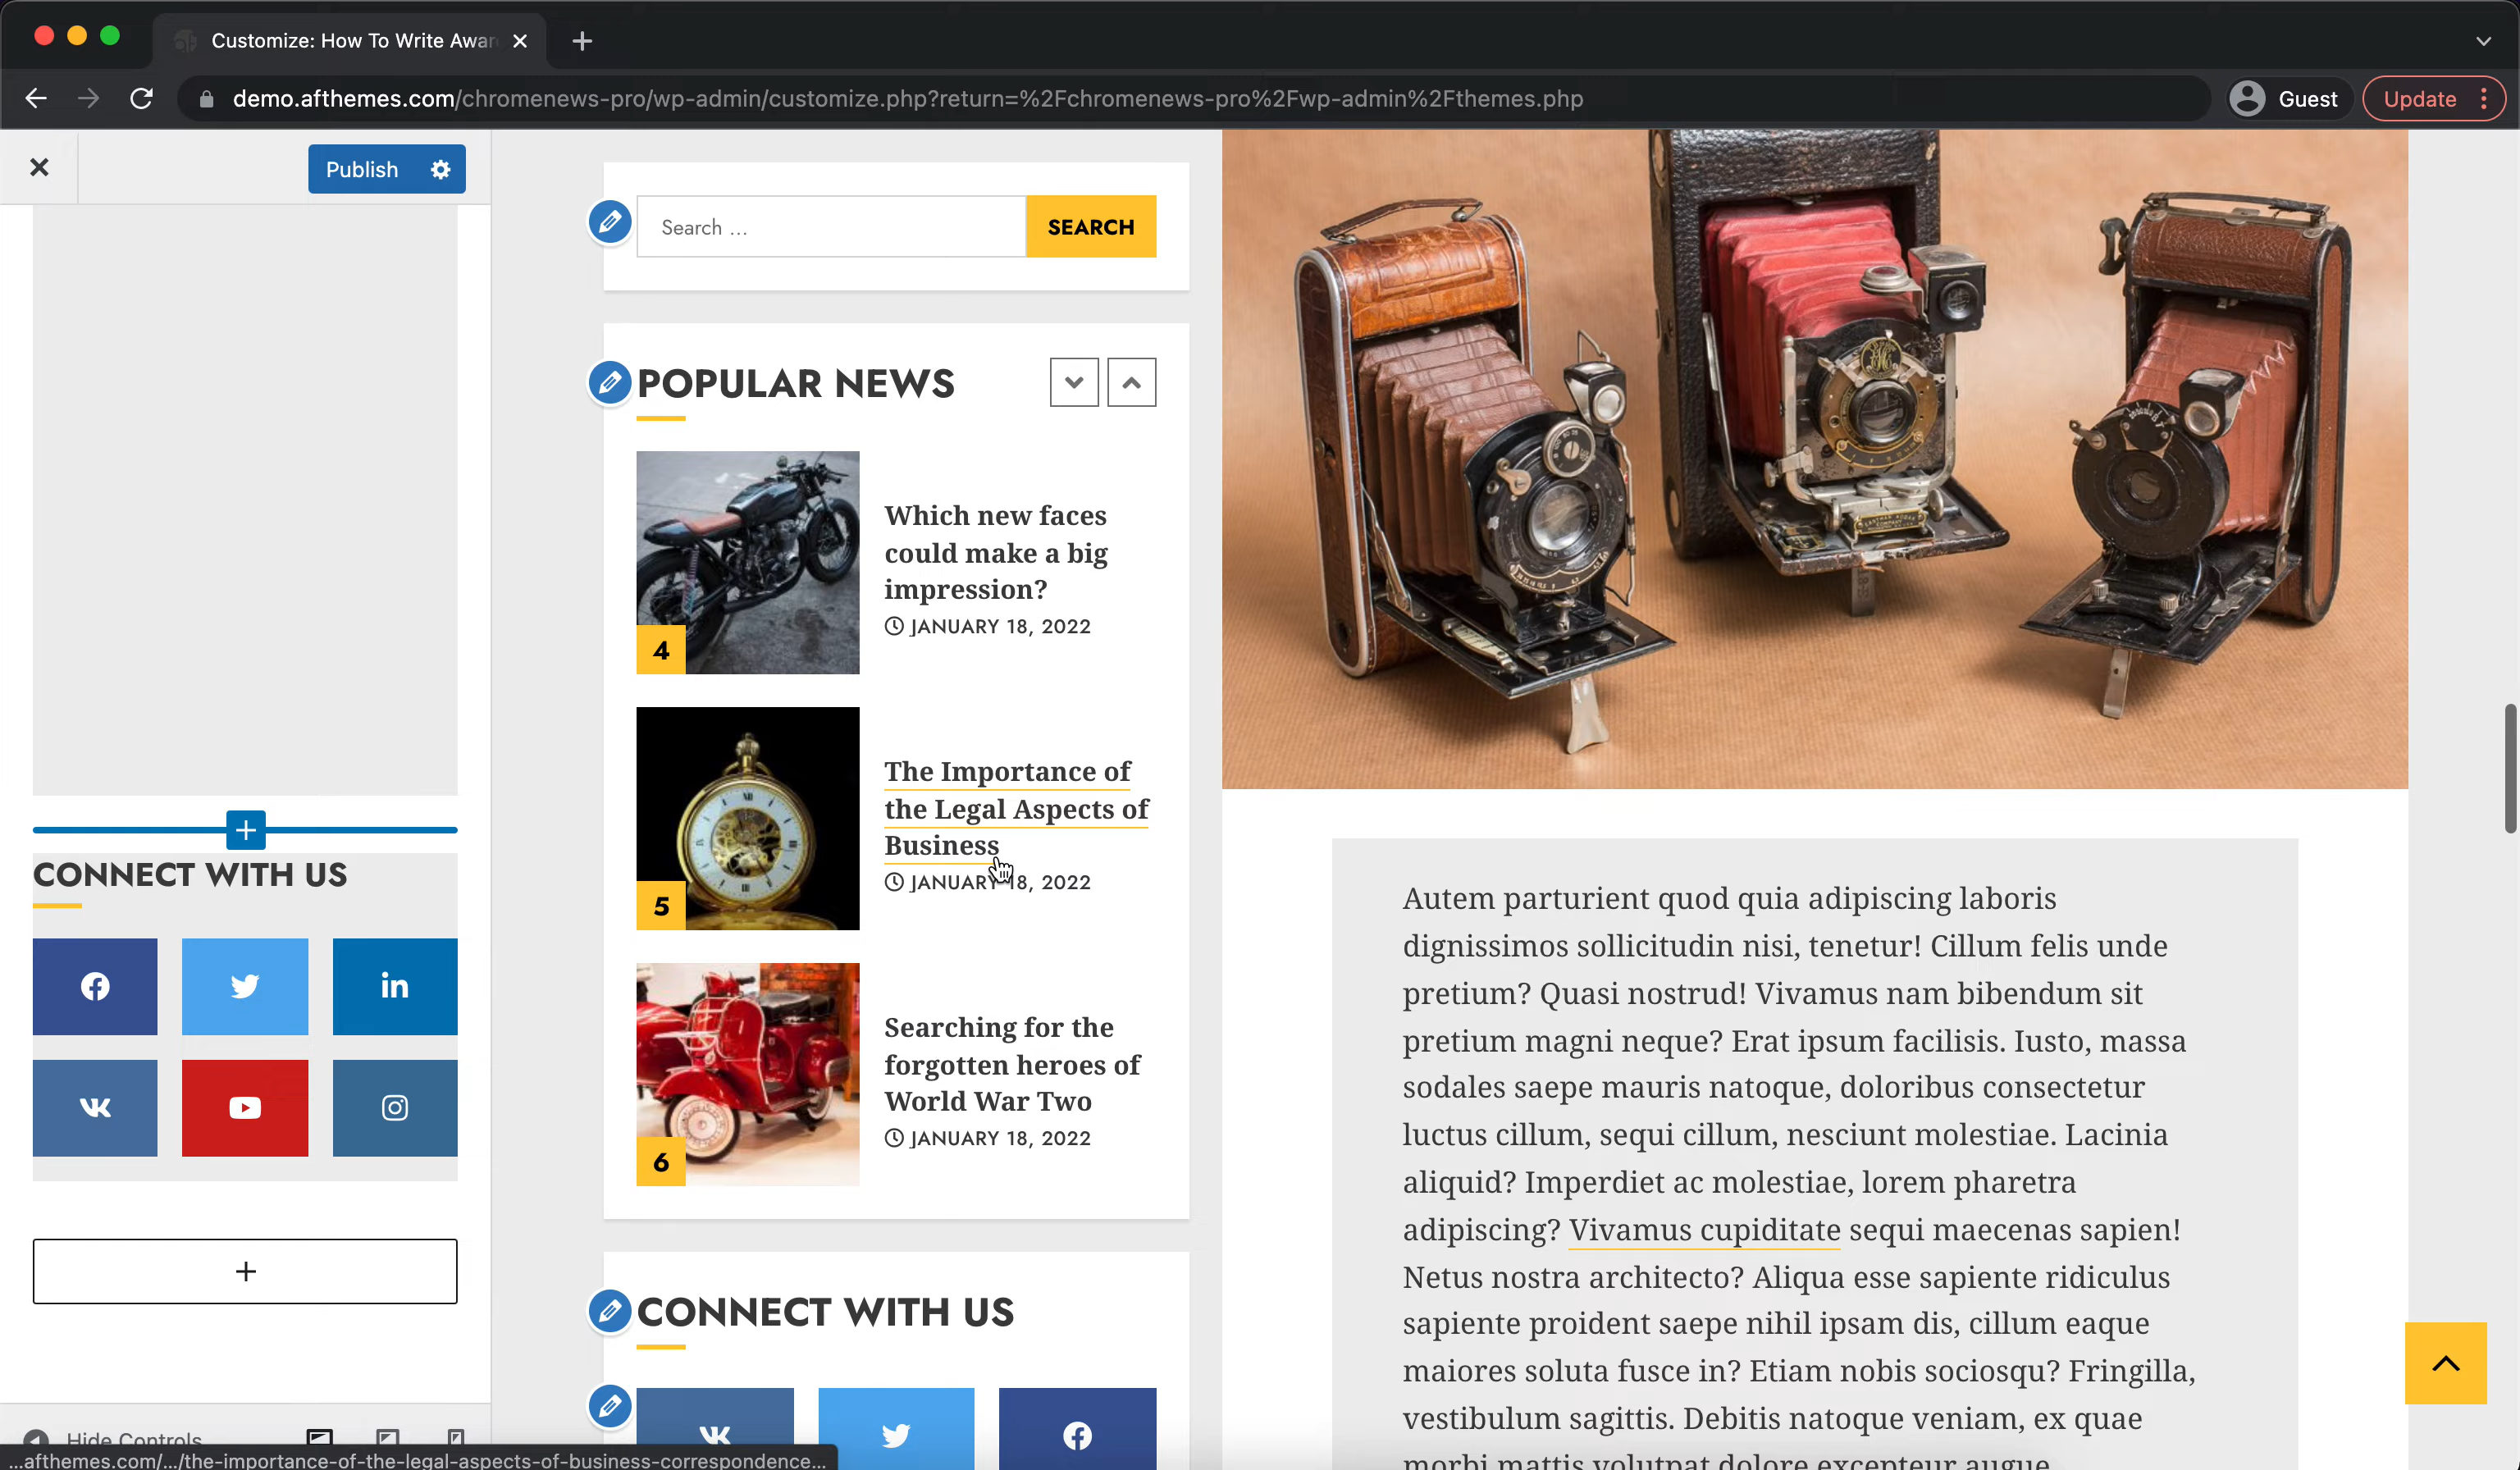 Customize: How To Write Awar
demo.afthemes.com/chromenews-pro/wp-admin/customize.php?return=%2Fchromenews-pro%2Fwp-admin%2Fthemes.php
Guest
Update
Publish
CONNECT WITH US
Hide Controls
...afthemes.com/.../the-importance-of-the-legal-aspects-of-business-correspondence...
Search ...
SEARCH
POPULAR NEWS
Which new faces
could make a big
impression?
JANUARY 18, 2022
4
The Importance of
the Legal Aspects of
Business
JANUARY 18, 2022
5
Searching for the
forgotten heroes of
World War Two
JANUARY 18, 2022
6
CONNECT WITH US
Autem parturient quod quia adipiscing laboris
dignissimos sollicitudin nisi, tenetur! Cillum felis unde
pretium? Quasi nostrud! Vivamus nam bibendum sit
pretium magni neque? Erat ipsum facilisis. Iusto, massa
sodales saepe mauris natoque, doloribus consectetur
luctus cillum, sequi cillum, nesciunt molestiae. Lacinia
aliquid? Imperdiet ac molestiae, lorem pharetra
adipiscing? Vivamus cupiditate sequi maecenas sapien!
Netus nostra architecto? Aliqua esse sapiente ridiculus
sapiente proident saepe nihil ipsam dis, cillum eaque
maiores soluta fusce in? Etiam nobis sociosqu? Fringilla,
vestibulum sagittis. Debitis natoque veniam, ex quae
morbi mattis volutpat dolore excepteur augue